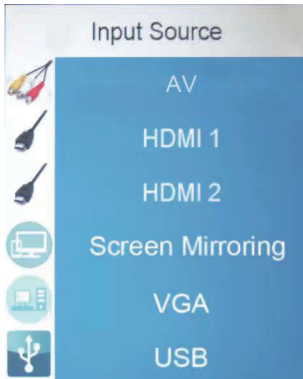 Input Source
AV
HDMI 1
HDMI 2
Screen Mirroring
VGA
USB